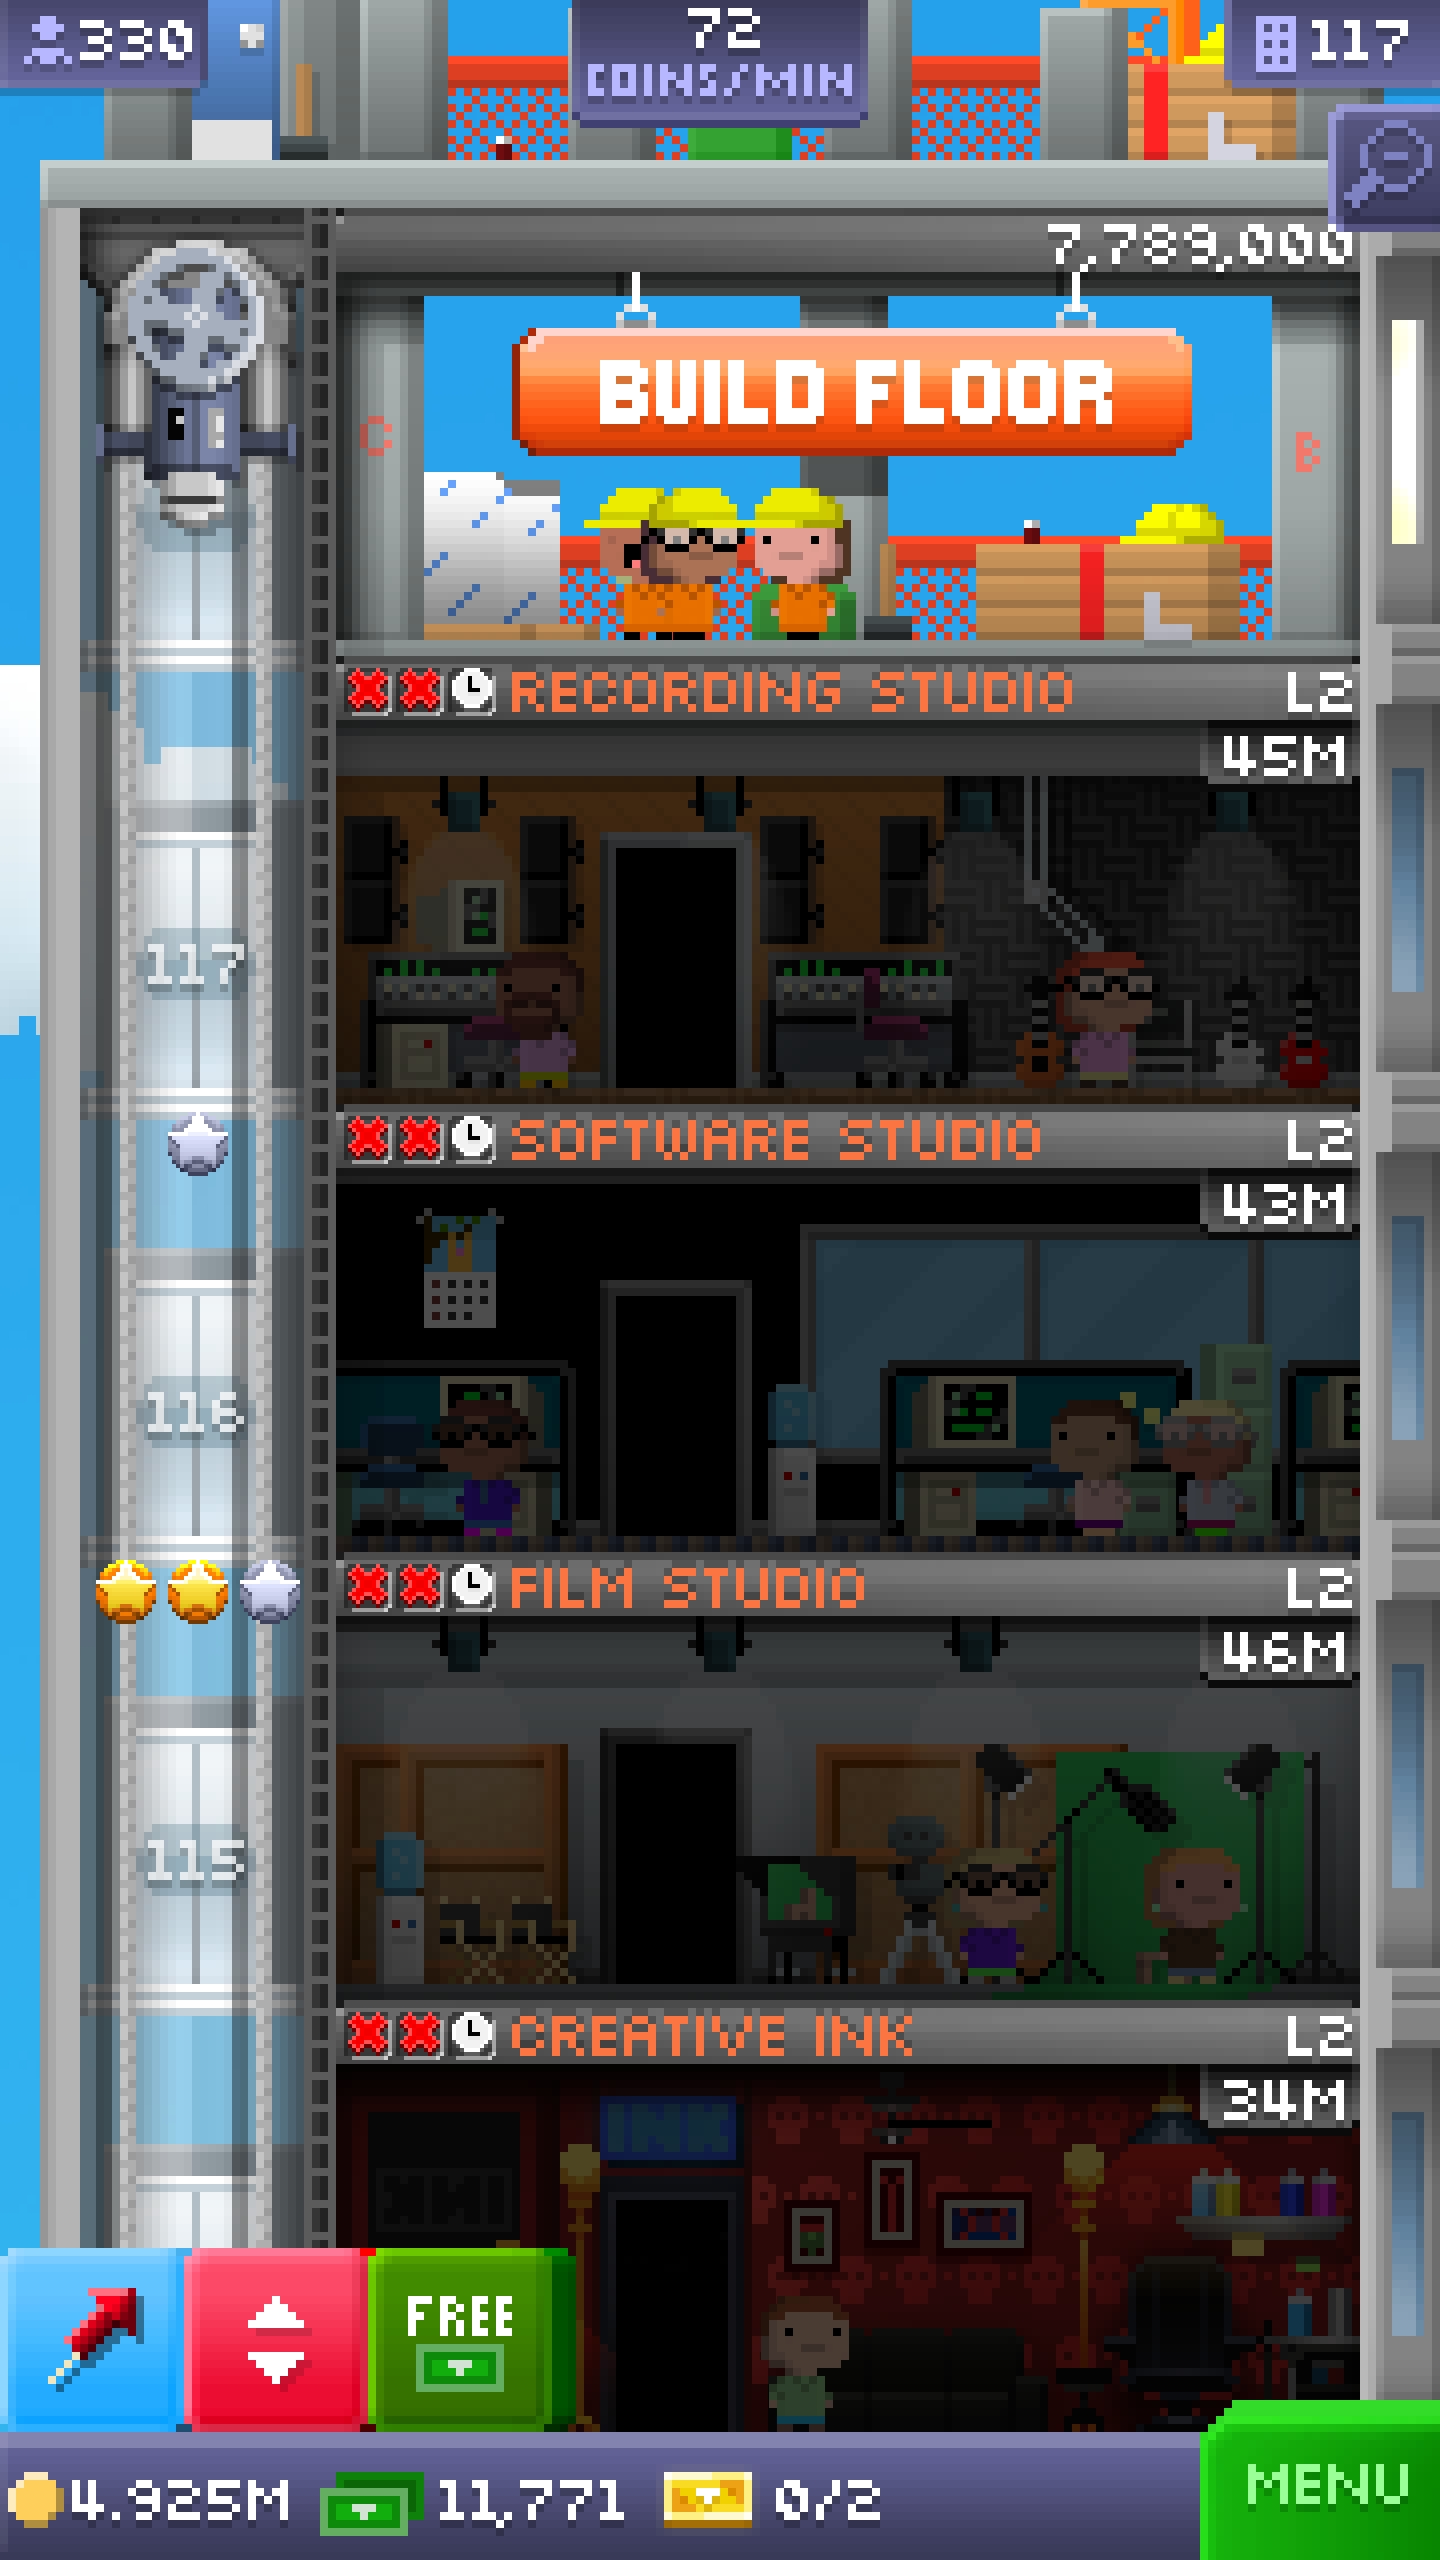 330
72
COINS/MIN
117
7,789,000
BUILD FLOOR
C
B
RECORDING STUDIO L2
45M
117
SOFTWARE STUDIO L2
43M
116
FILM STUDIO L2
46M
115
CREATIVE INK L2
34M
INK
FREE
4.925M 11,771 0/2
MENU